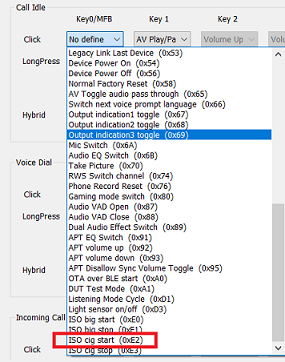 Call Idle
Key0/MFB Key 1 Key 2
Click No define AV Play/Pa Volume Up Volume
LongPress
Hybrid
Legacy Link Last Device (0x53)
Device Power On (0x54)
Device Power Off (0x56)
Normal Factory Reset (0x58)
AV Toggle audio pass through (0x65)
Switch next voice prompt language (0x66)
Output indication1 toggle (0x67)
Output indication2 toggle (0x68)
Output indication3 toggle (0x69)
Mic Switch (0x6A)
Audio EQ Switch (0x6B)
Take Picture (0x70)
RWS Switch channel (0x74)
Phone Record Reset (0x76)
Gaming mode switch (0x80)
Audio VAD Open (0x87)
Audio VAD Close (0x88)
Dual Audio Effect Switch (0x89)
APT EQ Switch (0x91)
APT volume up (0x92)
APT volume down (0x93)
APT Disallow Sync Volume Toggle (0x95)
OTA over BLE start (0xA0)
DUT Test Mode (0xA1)
Listening Mode Cycle (0xD1)
Light sensor on/off (0xD3)
ISO big start (0xE0)
ISO big stop (0xE1)
ISO cig start (0xE2)
ISO cig stop (0xE3)
Voice Dial
Click
LongPress
Hybrid
Incoming Call
Click